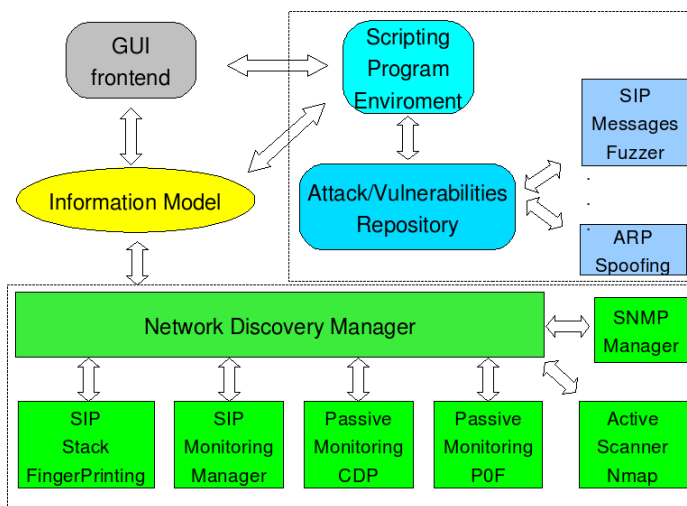 GUI
frontend
Scripting
Program
Enviroment
SIP
Messages
Fuzzer
.
.
.
Information Model
Attack/Vulnerabilities
Repository
ARP
Spoofing
Network Discovery Manager
SNMP
Manager
SIP
Stack
FingerPrinting
SIP
Monitoring
Manager
Passive
Monitoring
CDP
Passive
Monitoring
P0F
Active
Scanner
Nmap